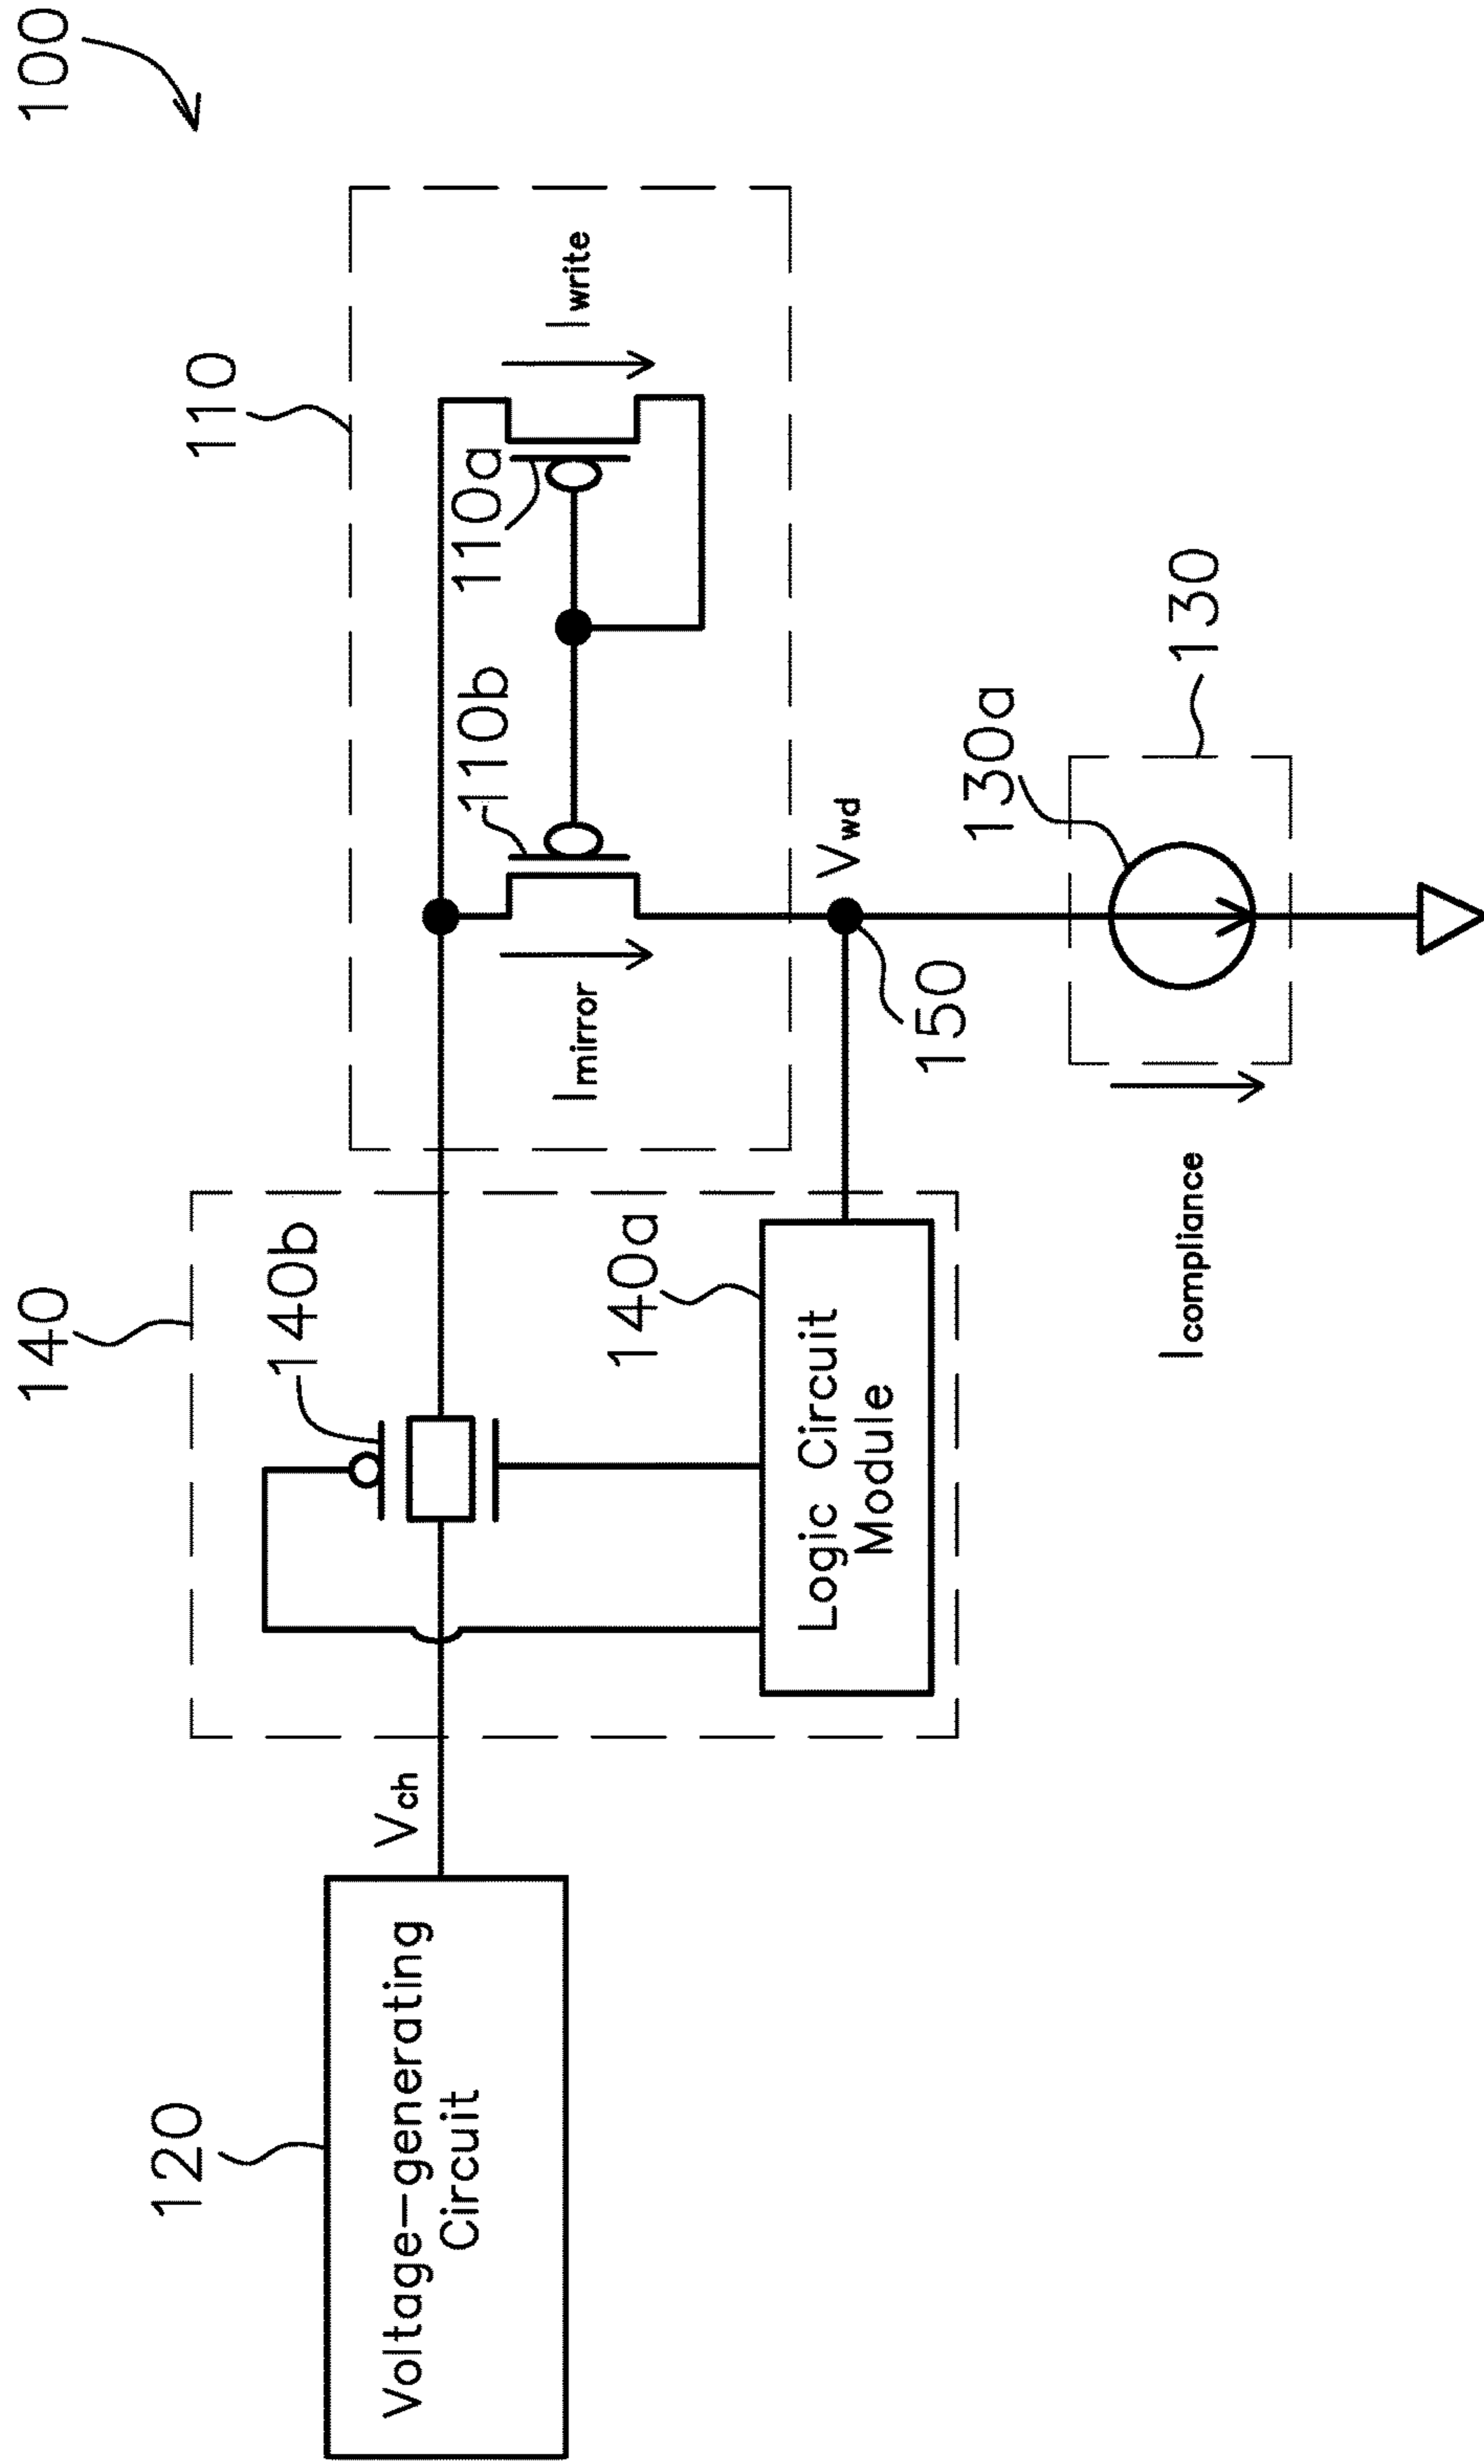 100
110
110a
110b
Iwrite
Imirror
140
140b
140a
Logic Circuit
Module
Vwd
150
130a
130
Icompliance
Vch
120
Voltage-generating
Circuit